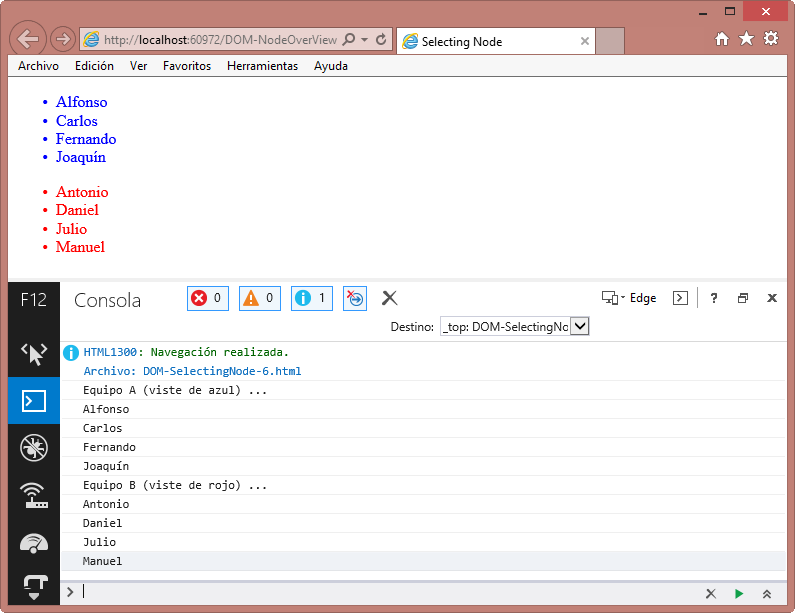 http://localhost:60972/DOM-NodeOverView
Selecting Node
Archivo Edición Ver Favoritos Herramientas Ayuda
• Alfonso
• Carlos
• Fernando
• Joaquín
• Antonio
• Daniel
• Julio
• Manuel
F12 Consola 0 0 1 Edge ?
Destino: _top: DOM-SelectingNo
HTML1300: Navegación realizada.
Archivo: DOM-SelectingNode-6.html
Equipo A (viste de azul) ...
Alfonso
Carlos
Fernando
Joaquín
Equipo B (viste de rojo) ...
Antonio
Daniel
Julio
Manuel